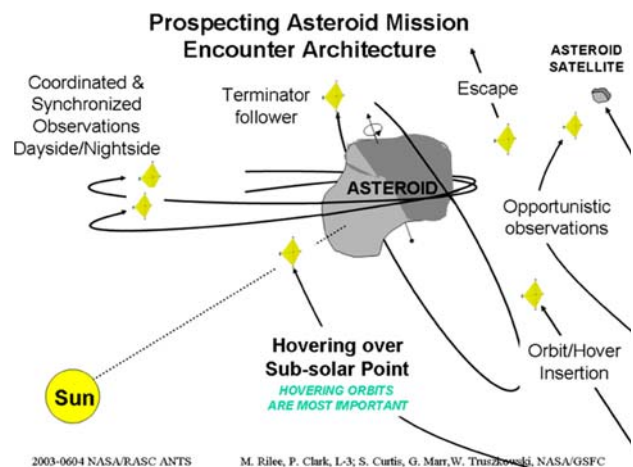 Prospecting Asteroid Mission
Encounter Architecture
Coordinated &
Synchronized
Observations
Dayside/Nightside
Terminator
follower
Escape
ASTEROID
SATELLITE
ASTEROID
Opportunistic
observations
Hovering over
Sub-solar Point
HOVERING ORBITS
ARE MOST IMPORTANT
Orbit/Hover
Insertion
Sun
2003-0604 NASA/RASC ANTS
M. Rilee, P. Clark, L-3; S. Curtis, G. Marr,W. Truszkowski, NASA/GSFC